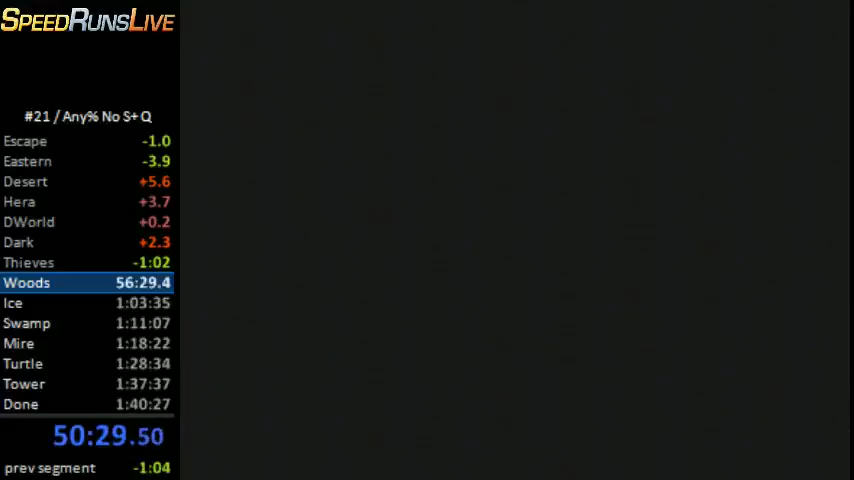 SPEEDRUNSLIVE
#21 / Any% No S+Q
Escape -1.0
Eastern -3.9
Desert +5.6
Hera +3.7
DWorld +0.2
Dark +2.3
Thieves -1:02
Woods 56:29.4
Ice 1:03:35
Swamp 1:11:07
Mire 1:18:22
Turtle 1:28:34
Tower 1:37:37
Done 1:40:27
50:29.50
prev segment -1:04